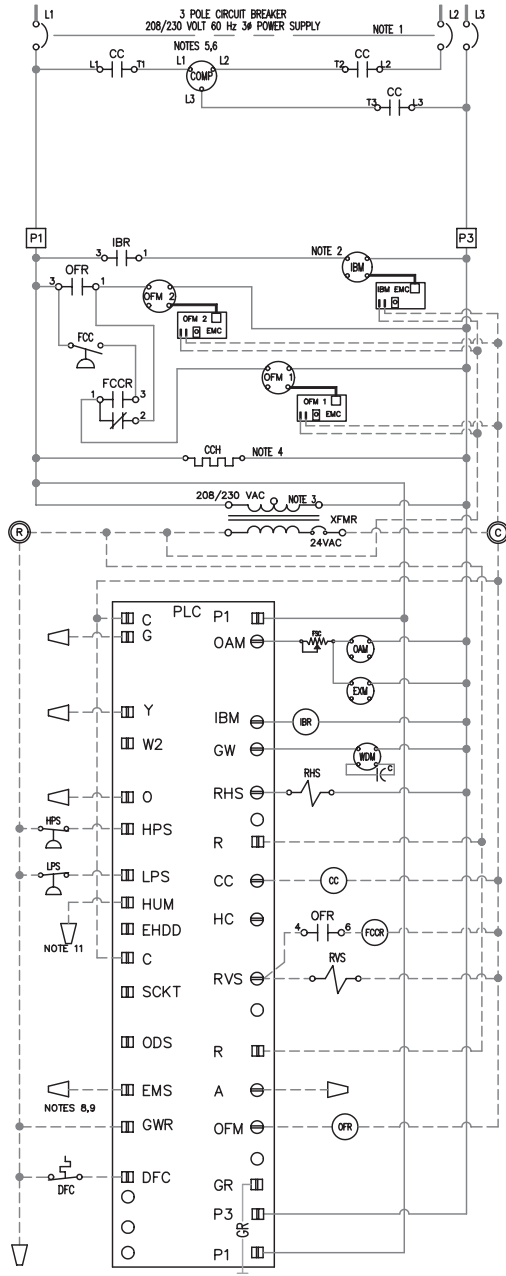 L1 3 POLE CIRCUIT BREAKER L2 L3
208/230 VOLT 60 Hz 3ø POWER SUPPLY NOTE 1
NOTES 5,6
CC L1 L2 CC
L1 T1 COMP T2 L2
L3 CC
T3 L3
P1 P3
IBR NOTE 2
3 1 IBM
OFR IBM EMC
3 1 OFM 2
OFM 2 EMC
FCC
OFM 1
FCCR
1 3 OFM 1 EMC
2
CCH NOTE 4
208/230 VAC NOTE 3
R XFMR C
24VAC
C PLC P1
G OAM FSC OAM
EXM
Y IBM IBR
W2 GW WDM
C
O RHS RHS
HPS HPS R
LPS LPS CC CC
HUM
EHDD HC OFR
NOTE 11 4 6 FCCR
C RVS RVS
SCKT
ODS R
EMS A
NOTES 8,9
GWR OFM OFR
DFC DFC GR
GR P3
P1